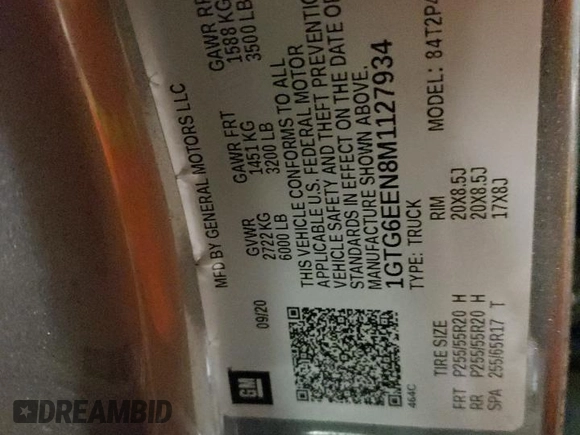 MFD BY GENERAL MOTORS LLC
09/20
GVWR GAWR FRT GAWR RR
2722 KG 1451 KG 1588 KG
6000 LB 3200 LB 3500 LB
THIS VEHICLE CONFORMS TO ALL
APPLICABLE U.S. FEDERAL MOTOR
VEHICLE SAFETY AND THEFT PREVENTION
STANDARDS IN EFFECT ON THE DATE OF
MANUFACTURE SHOWN ABOVE.
1GTG6EEN8M1127934
TYPE: TRUCK MODEL: 84T2P4
GM
464C
TIRE SIZE RIM
FRT P255/55R20 H 20X8.5J
RR P255/55R20 H 20X8.5J
SPA 255/65R17 T 17X8J
DREAMBID